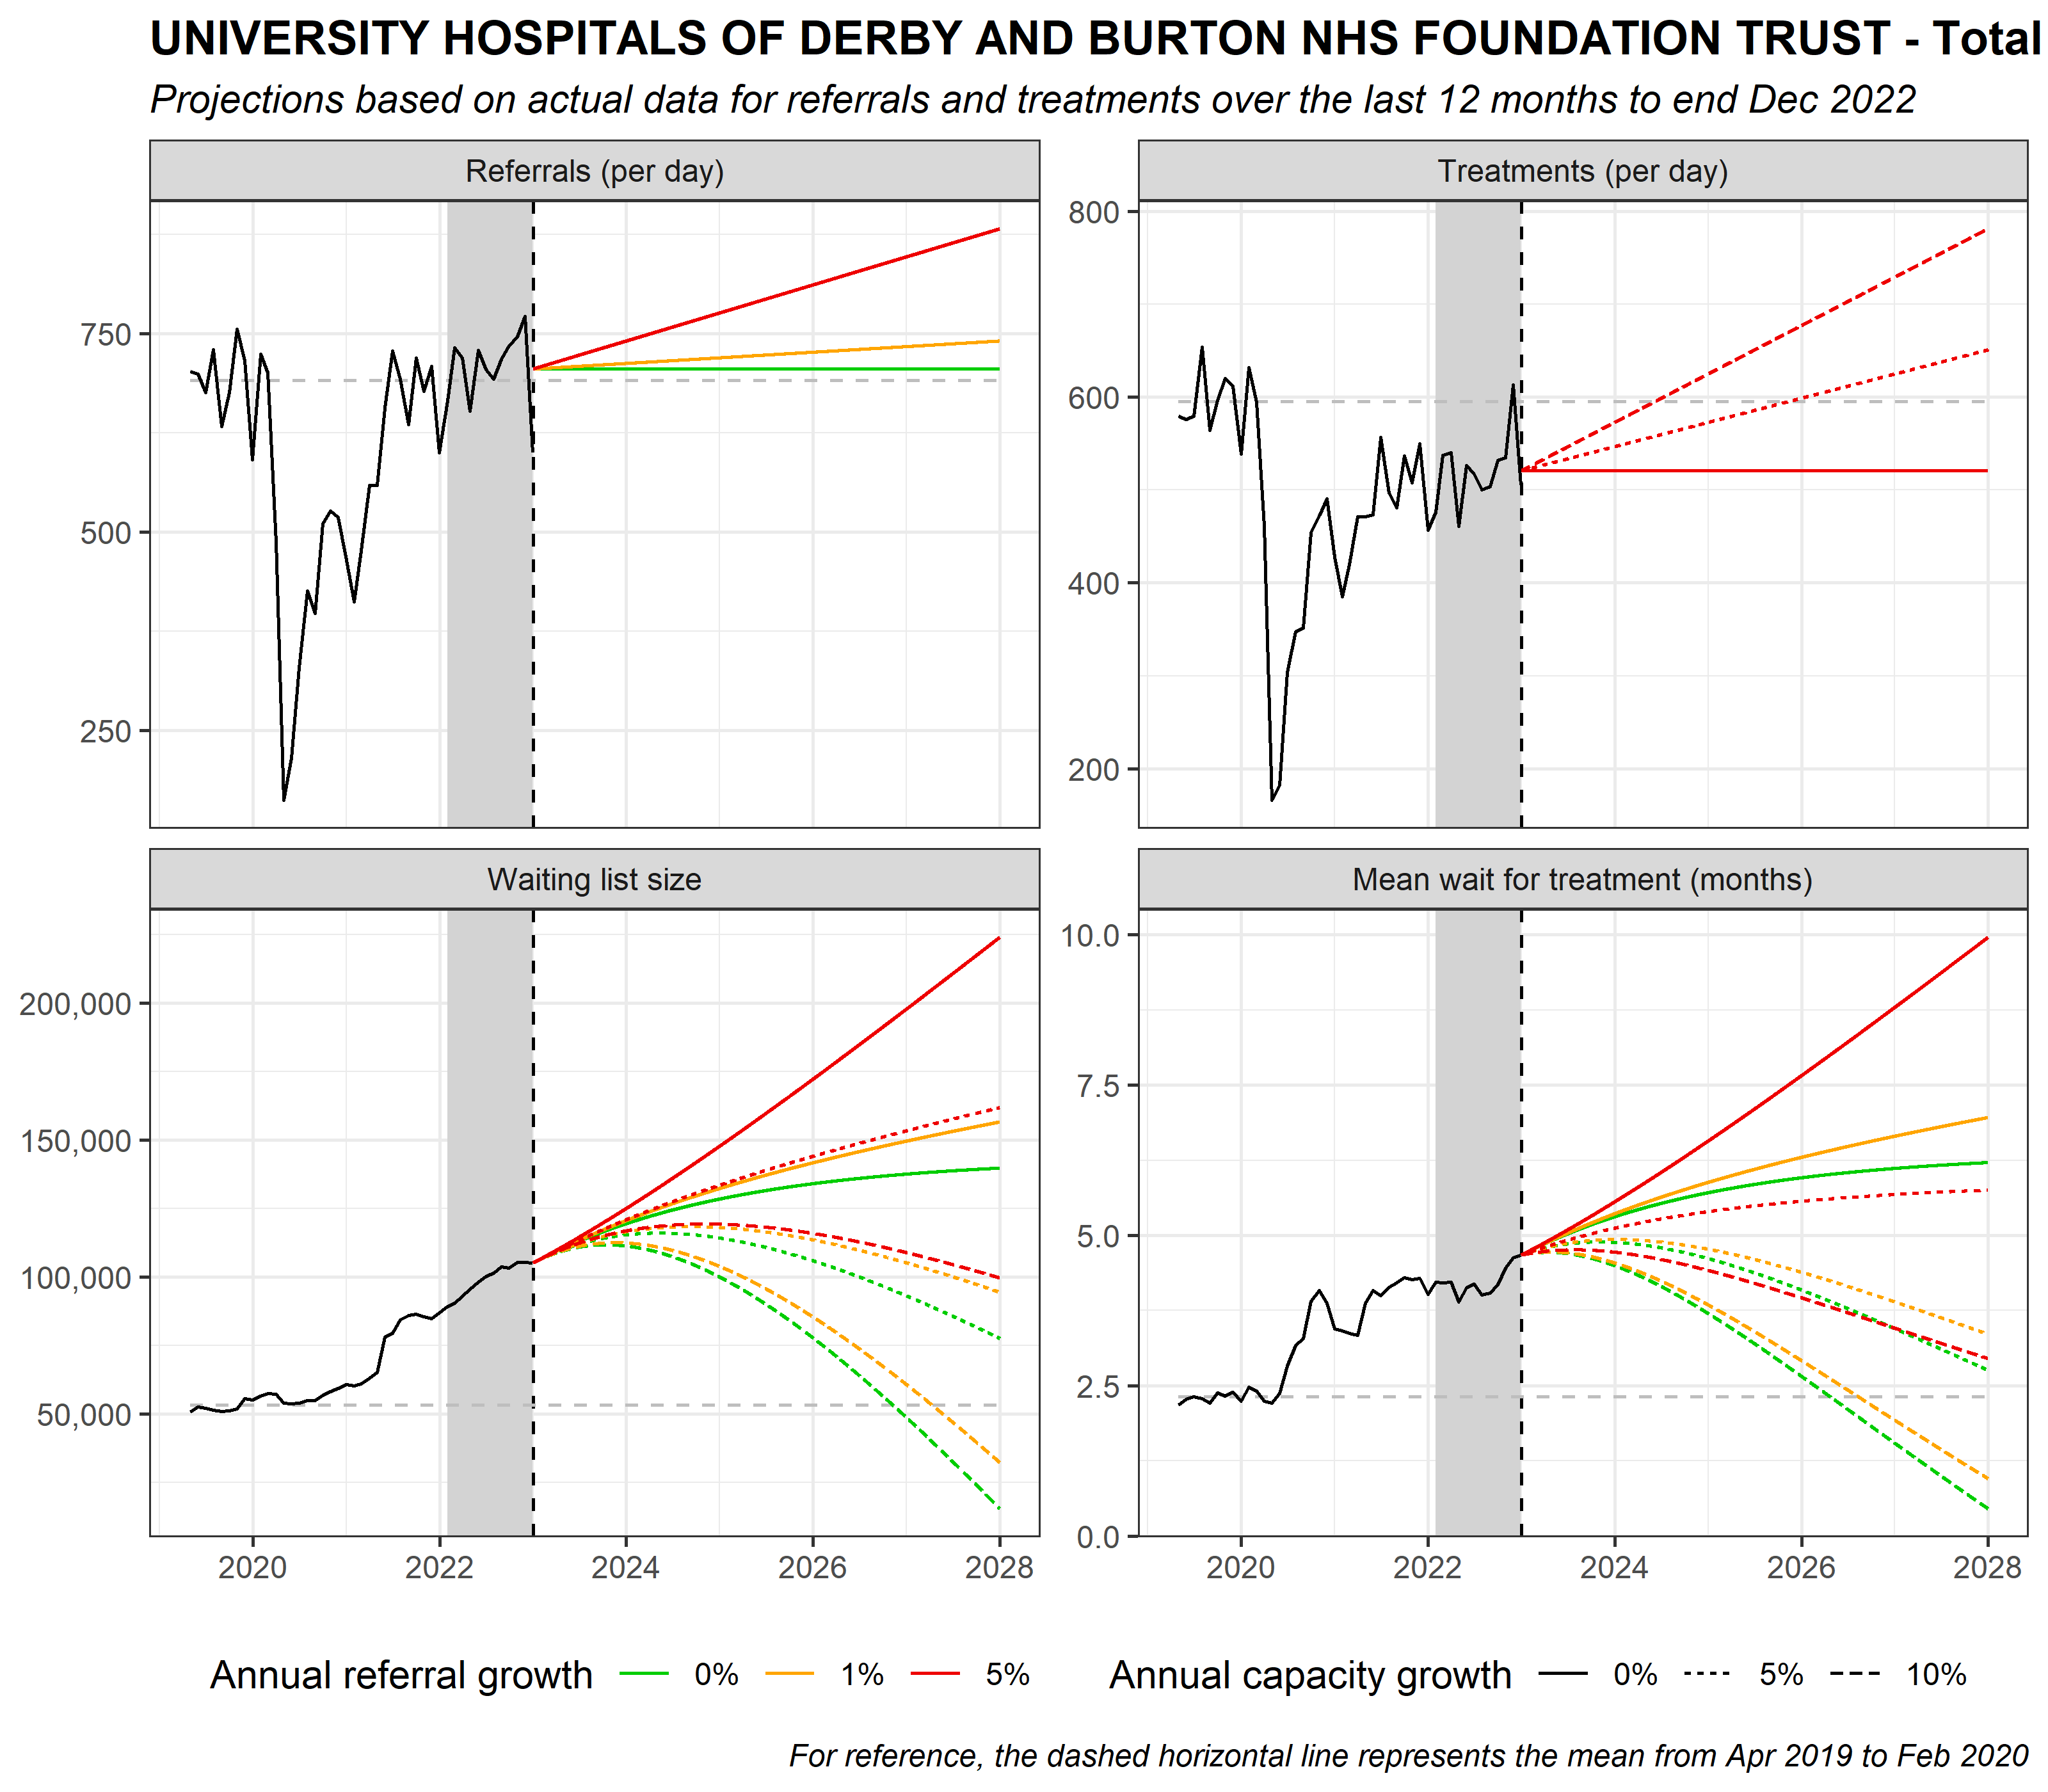 UNIVERSITY HOSPITALS OF DERBY AND BURTON NHS FOUNDATION TRUST - Total
Projections based on actual data for referrals and treatments over the last 12 months to end Dec 2022
Referrals (per day)
750
500
250
Treatments (per day)
800
600
400
200
Waiting list size
200,000
150,000
100,000
50,000
2020 2022 2024 2026 2028
Mean wait for treatment (months)
10.0
7.5
5.0
2.5
0.0
2020 2022 2024 2026 2028
Annual referral growth 0% 1% 5%
Annual capacity growth 0% 5% 10%
For reference, the dashed horizontal line represents the mean from Apr 2019 to Feb 2020